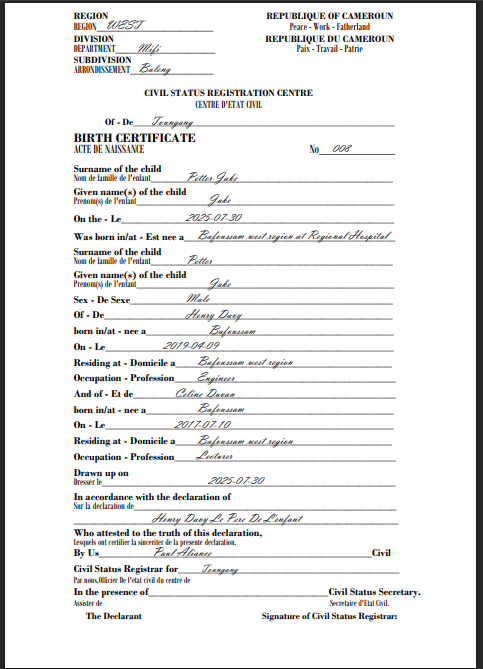 REGION
REGION WEST
REPUBLIQUE OF CAMEROUN
Peace - Work - Fatherland
DIVISION
DEPARTMENT Mifi
REPUBLIQUE DU CAMEROUN
Paix - Travail - Patrie
SUBDIVISION
ARRONDISSEMENT Baleng
CIVIL STATUS REGISTRATION CENTRE
CENTRE D'ETAT CIVIL
Of - De Toungang
BIRTH CERTIFICATE
ACTE DE NAISSANCE
No 008
Surname of the child
Nom de famille de l'enfant Potter Jake
Given name(s) of the child
Prenom(s) de l'enfant Jake
On the - Le 2025-07-30
Was born in/at - Est nee a Bafoussam west region at Regional Hospital
Surname of the child
Nom de famille de l'enfant Potter
Given name(s) of the child
Prenom(s) de l'enfant Jake
Sex - De Sexe Male
Of - De Henry Davy
born in/at - nee a Bafoussam
On - Le 2019-04-09
Residing at - Domicile a Bafoussam west region
Occupation - Profession Engineer
And of - Et de Celine Duvan
born in/at - nee a Bafoussam
On - Le 2017-07-10
Residing at - Domicile a Bafoussam west region
Occupation - Profession Lecturer
Drawn up on
Dresser le 2025-07-30
In accordance with the declaration of
Sur la declaration de
Henry Davy Le Pere De L'enfant
Who attested to the truth of this declaration,
Lesquels ont certifier la sinceriter de la presente declaration,
By Us Paul Aliance Civil
Civil Status Registrar for Toungang
Par nous,Officier De l'etat civil du centre de
In the presence of Civil Status Secretary.
Assister de Secretaire d'Etat Civil.
The Declarant Signature of Civil Status Registrar: